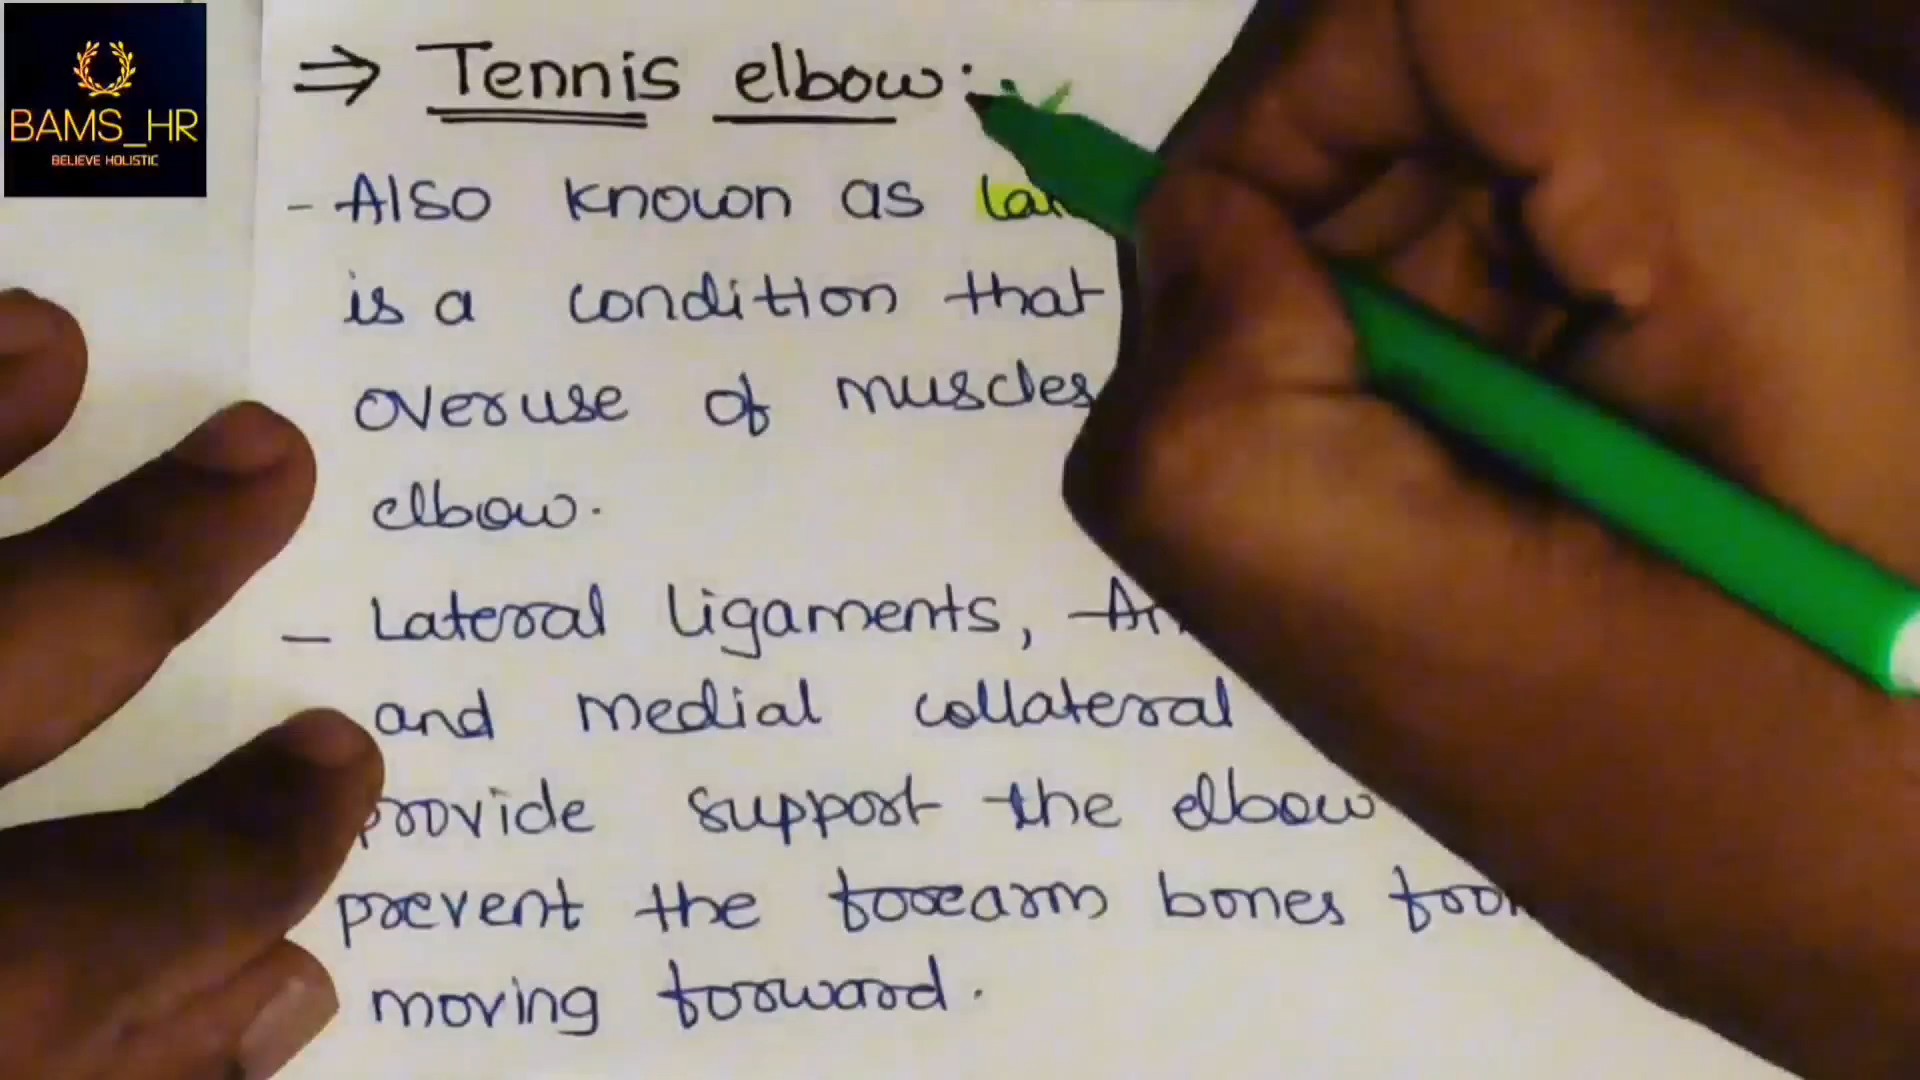 BAMS_HR
BELIEVE HOLISTIC
⇒ Tennis elbow:
- Also known as
is a condition that
overuse of muscles
elbow.
- Lateral ligaments,
and medial collateral
provide support the elbow
prevent the forearm bones
moving forward.